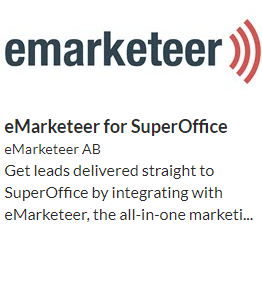 emarketeer
eMarketeer for SuperOffice
eMarketeer AB
Get leads delivered straight to
SuperOffice by integrating with
eMarketeer, the all-in-one marketi...